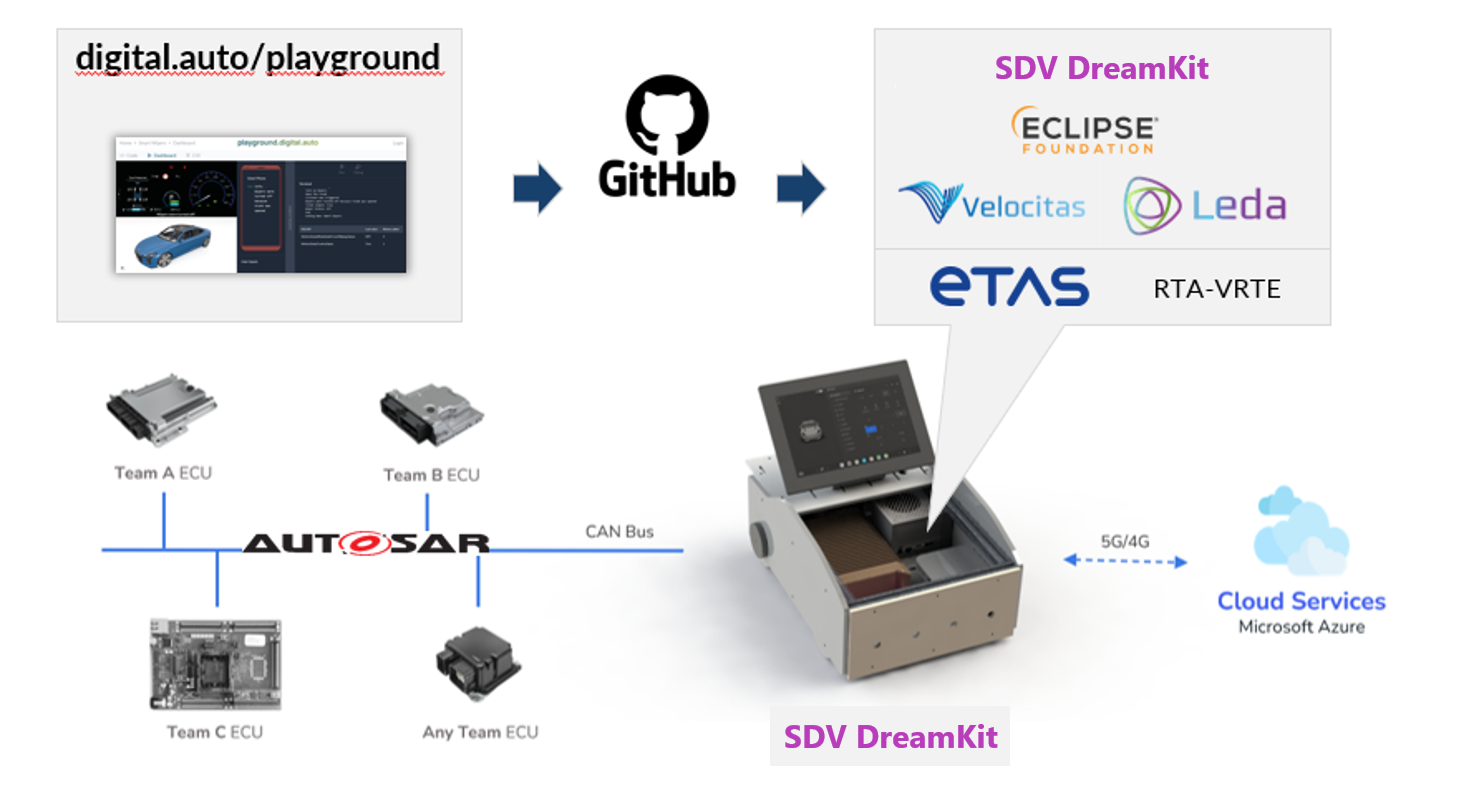 digital.auto/playground
playground.digital.auto
GitHub
SDV DreamKit
ECLIPSE
FOUNDATION
Velocitas
Leda
ETAS
RTA-VRTE
Team A ECU
Team B ECU
AUTOSAR
CAN Bus
5G/4G
Cloud Services
Microsoft Azure
Team C ECU
Any Team ECU
SDV DreamKit